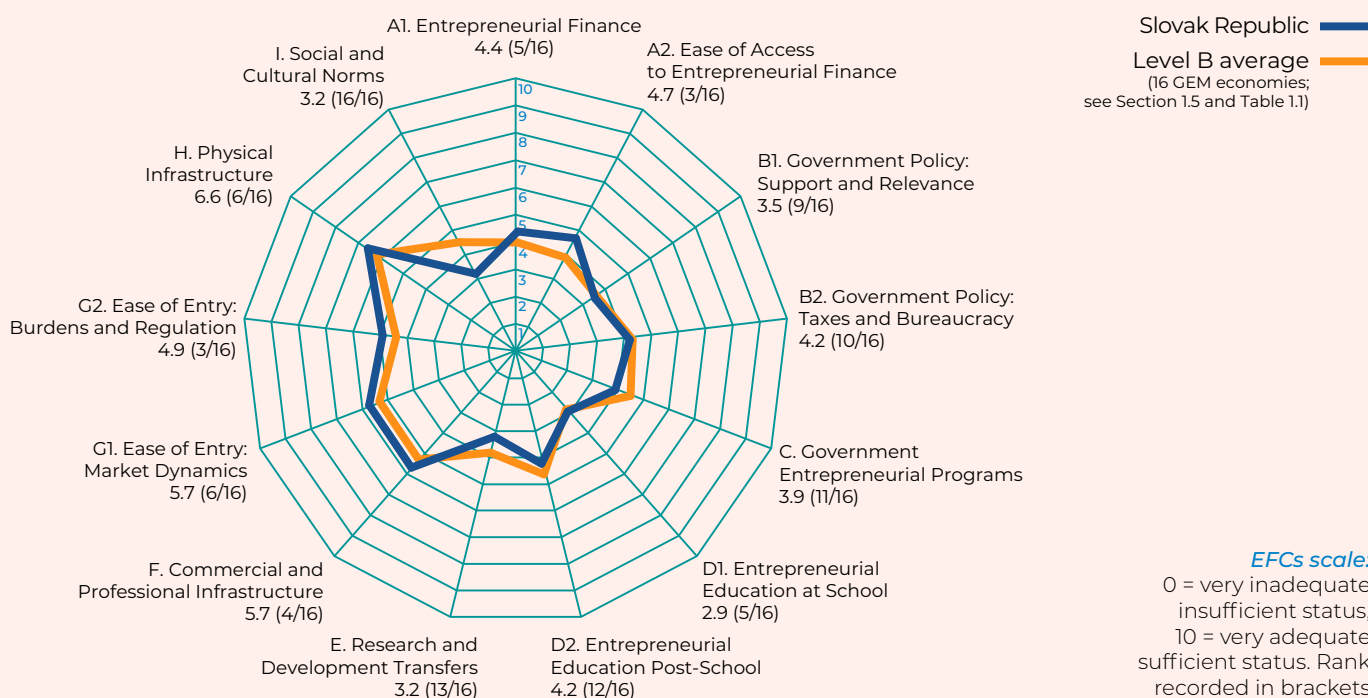 A1. Entrepreneurial Finance
4.4 (5/16)
A2. Ease of Access
to Entrepreneurial Finance
4.7 (3/16)
B1. Government Policy:
Support and Relevance
3.5 (9/16)
B2. Government Policy:
Taxes and Bureaucracy
4.2 (10/16)
C. Government
Entrepreneurial Programs
3.9 (11/16)
D1. Entrepreneurial
Education at School
2.9 (5/16)
D2. Entrepreneurial
Education Post-School
4.2 (12/16)
E. Research and
Development Transfers
3.2 (13/16)
F. Commercial and
Professional Infrastructure
5.7 (4/16)
G1. Ease of Entry:
Market Dynamics
5.7 (6/16)
G2. Ease of Entry:
Burdens and Regulation
4.9 (3/16)
H. Physical
Infrastructure
6.6 (6/16)
I. Social and
Cultural Norms
3.2 (16/16)
10
9
8
7
6
5
4
3
2
1
Slovak Republic
Level B average
(16 GEM economies;
see Section 1.5 and Table 1.1)
EFCs scale:
0 = very inadequate
insufficient status,
10 = very adequate
sufficient status. Rank
recorded in brackets